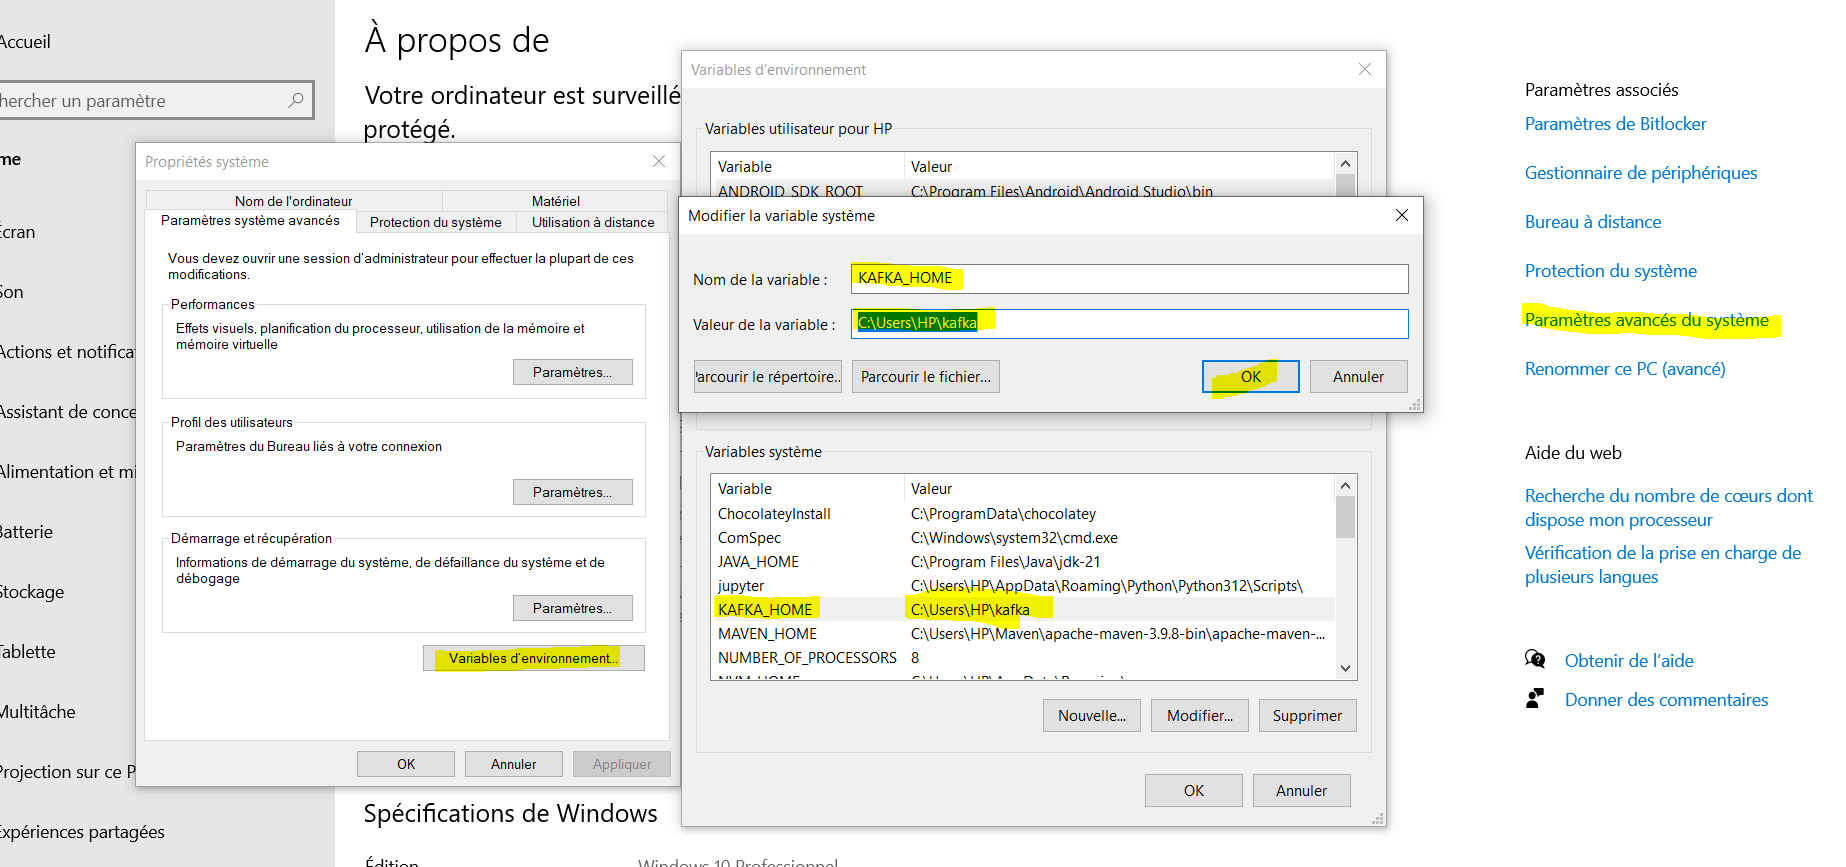 Accueil
hercher un paramètre
me
Écran
Son
Actions et notifica
Assistant de conce
Alimentation et mi
Batterie
Stockage
Tablette
Multitâche
Projection sur ce P
Expériences partagées
À propos de
Votre ordinateur est surveillé
protégé.
Propriétés système
Nom de l'ordinateur
Matériel
Paramètres système avancés
Protection du système
Utilisation à distance
Vous devez ouvrir une session d'administrateur pour effectuer la plupart de ces
modifications.
Performances
Effets visuels, planification du processeur, utilisation de la mémoire et
mémoire virtuelle
Paramètres...
Profil des utilisateurs
Paramètres du Bureau liés à votre connexion
Paramètres...
Démarrage et récupération
Informations de démarrage du système, de défaillance du système et de
débogage
Paramètres...
Variables d'environnement...
OK
Annuler
Appliquer
Spécifications de Windows
Édition
Windows 10 Professionnel
Variables d'environnement
Variables utilisateur pour HP
Variable
Valeur
ANDROID_SDK_ROOT
C:\Program Files\Android\Android Studio\bin
Modifier la variable système
Nom de la variable :
KAFKA_HOME
Valeur de la variable :
C:\Users\HP\kafka
Parcourir le répertoire...
Parcourir le fichier...
OK
Annuler
Variables système
Variable
Valeur
ChocolateyInstall
C:\ProgramData\chocolatey
ComSpec
C:\Windows\system32\cmd.exe
JAVA_HOME
C:\Program Files\Java\jdk-21
jupyter
C:\Users\HP\AppData\Roaming\Python\Python312\Scripts\
KAFKA_HOME
C:\Users\HP\kafka
MAVEN_HOME
C:\Users\HP\Maven\apache-maven-3.9.8-bin\apache-maven-...
NUMBER_OF_PROCESSORS
8
NVM_HOME
C:\Users\HP\AppData\Roaming\
Nouvelle...
Modifier...
Supprimer
OK
Annuler
Paramètres associés
Paramètres de Bitlocker
Gestionnaire de périphériques
Bureau à distance
Protection du système
Paramètres avancés du système
Renommer ce PC (avancé)
Aide du web
Recherche du nombre de cœurs dont
dispose mon processeur
Vérification de la prise en charge de
plusieurs langues
Obtenir de l'aide
Donner des commentaires